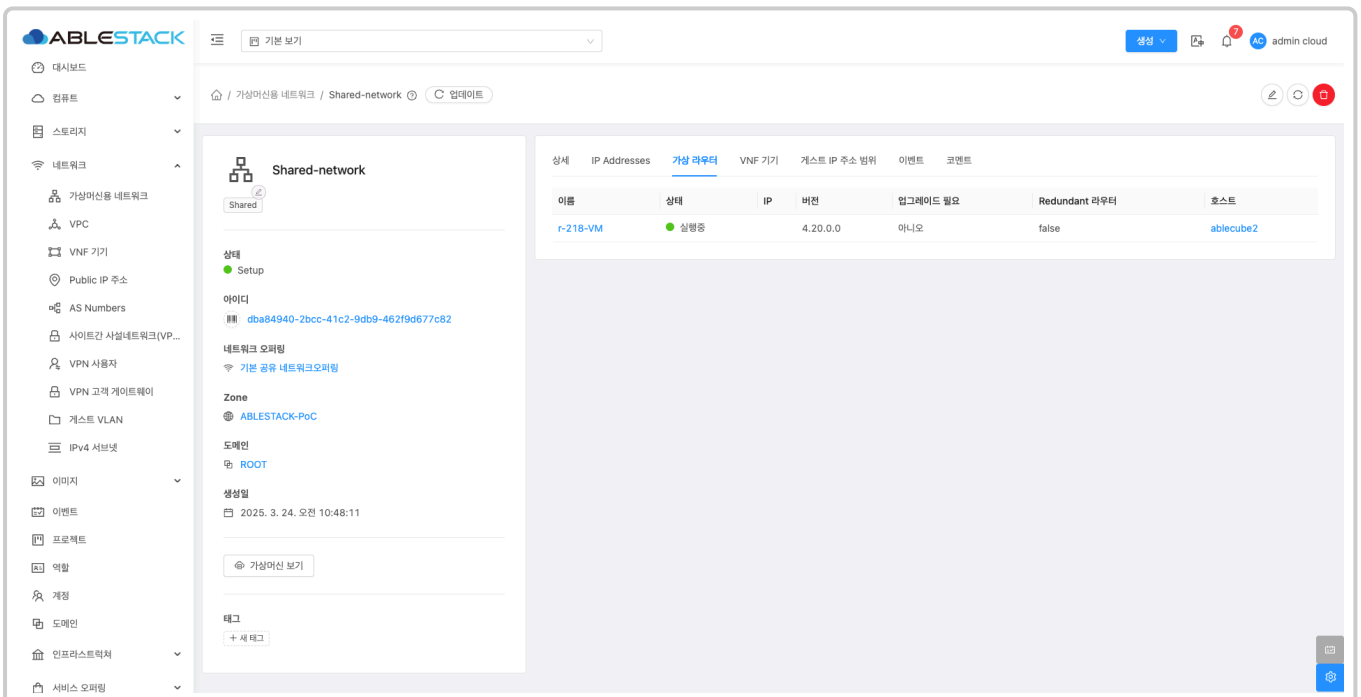 ABLESTACK
기본 보기
생성
7
AC
admin cloud
대시보드
컴퓨트
스토리지
네트워크
가상머신용 네트워크
VPC
VNF 기기
Public IP 주소
AS Numbers
사이트간 사설네트워크(VP...
VPN 사용자
VPN 고객 게이트웨이
게스트 VLAN
IPv4 서브넷
이미지
이벤트
프로젝트
역할
계정
도메인
인프라스트럭쳐
서비스 오퍼링
/ 가상머신용 네트워크 / Shared-network 업데이트
Shared-network
Shared
상태
Setup
아이디
dba84940-2bcc-41c2-9db9-462f9d677c82
네트워크 오퍼링
기본 공유 네트워크오퍼링
Zone
ABLESTACK-PoC
도메인
ROOT
생성일
2025. 3. 24. 오전 10:48:11
가상머신 보기
태그
+ 새 태그
상세 IP Addresses 가상 라우터 VNF 기기 게스트 IP 주소 범위 이벤트 코멘트
이름 상태 IP 버전 업그레이드 필요 Redundant 라우터 호스트
r-218-VM 실행중 4.20.0.0 아니오 false ablecube2